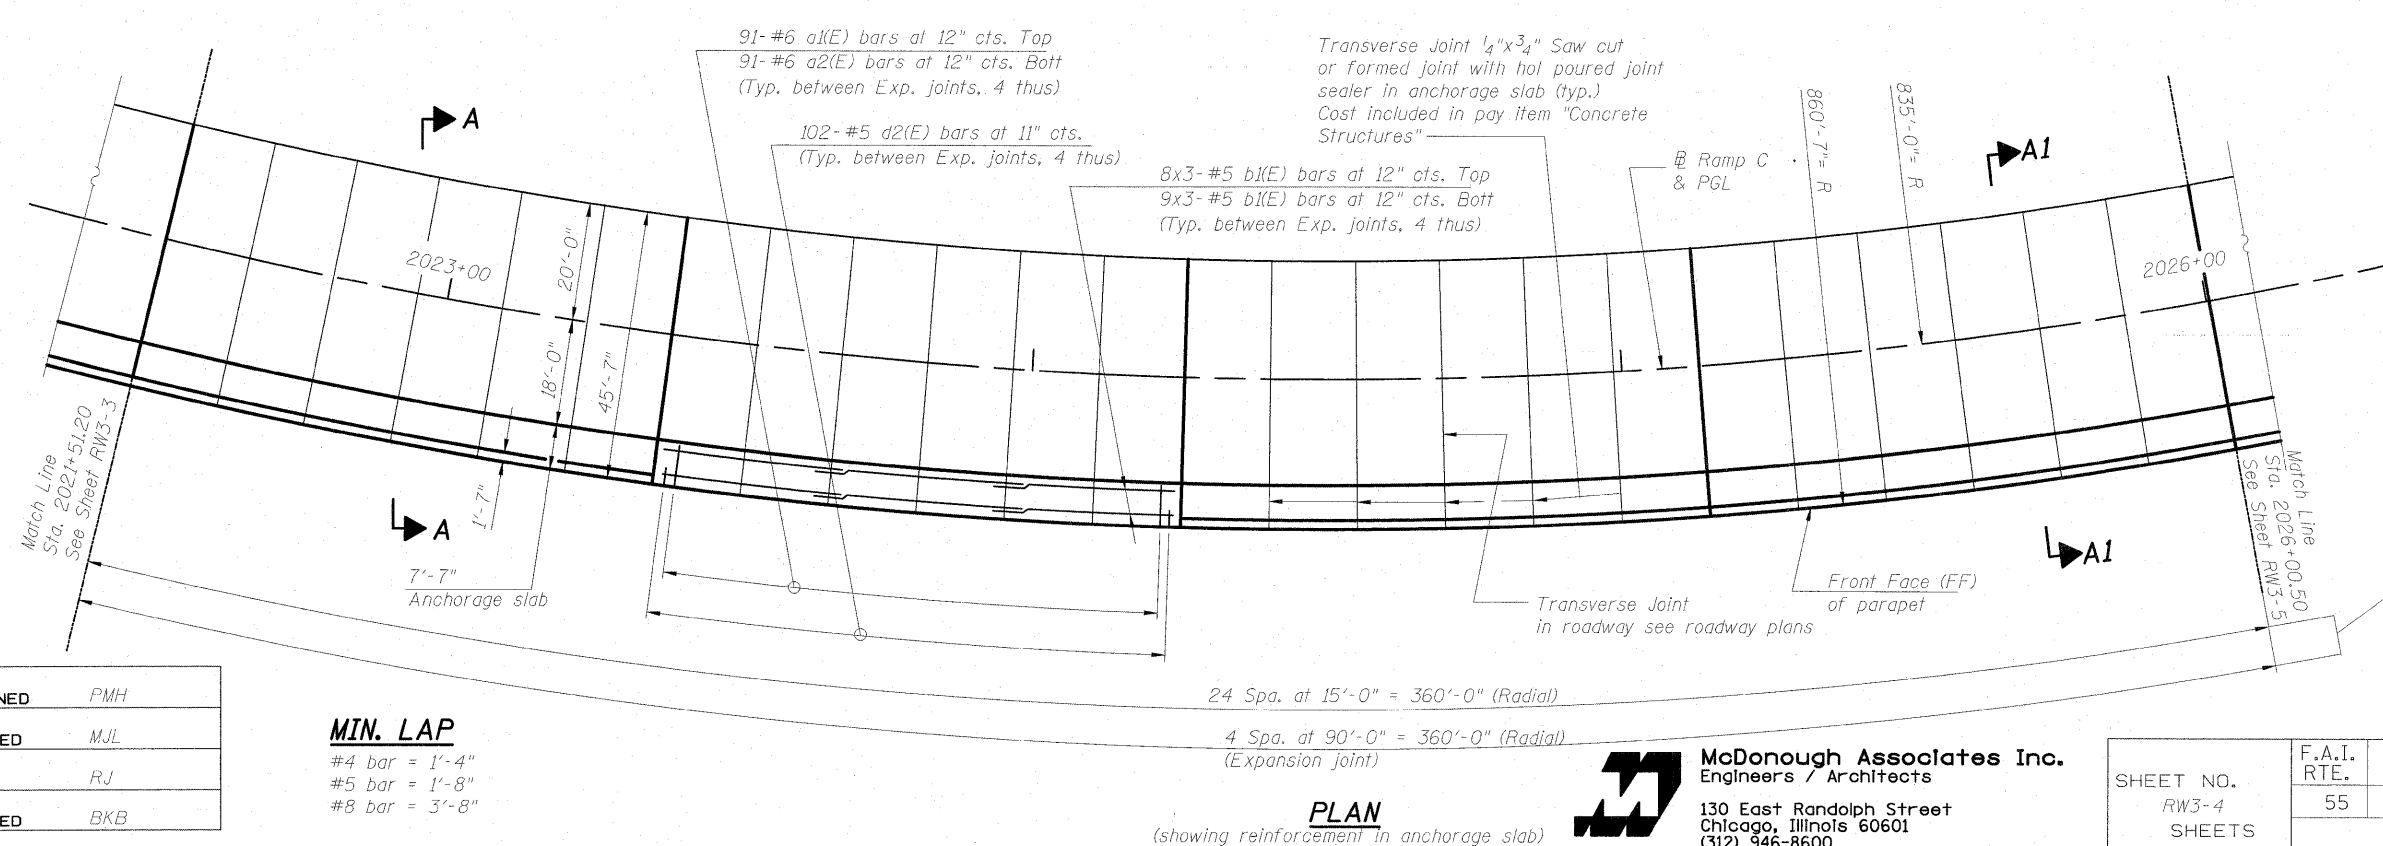 91-#6 a1(E) bars at 12" cts. Top
91-#6 a2(E) bars at 12" cts. Bott
(Typ. between Exp. joints, 4 thus)
102-#5 d2(E) bars at 11" cts.
(Typ. between Exp. joints, 4 thus)
8x3-#5 b1(E) bars at 12" cts. Top
9x3-#5 b1(E) bars at 12" cts. Bott
(Typ. between Exp. joints, 4 thus)
Transverse Joint 1/4"x3/4" Saw cut
or formed joint with hot poured joint
sealer in anchorage slab (typ.)
Cost included in pay item "Concrete
Structures"
℄ Ramp C
& PGL
860'-7"= R
835'-0"= R
A
A1
2023+00
20'-0"
18'-0"
45'-7"
2026+00
1'-7"
A
A1
7'-7"
Anchorage slab
Match Line
Sta. 2021+51.20
See Sheet RW3-3
Match Line
Sta. 2026+00.50
See Sheet RW3-5
Front Face (FF)
of parapet
Transverse Joint
in roadway see roadway plans
24 Spa. at 15'-0" = 360'-0" (Radial)
4 Spa. at 90'-0" = 360'-0" (Radial)
(Expansion joint)
NED PMH
ED MJL
RJ
ED BKB
MIN. LAP
#4 bar = 1'-4"
#5 bar = 1'-8"
#8 bar = 3'-8"
PLAN
(showing reinforcement in anchorage slab)
McDonough Associates Inc.
Engineers / Architects
130 East Randolph Street
Chicago, Illinois 60601
(312) 946-8600
SHEET NO.
RW3-4
SHEETS
F.A.I.
RTE.
55